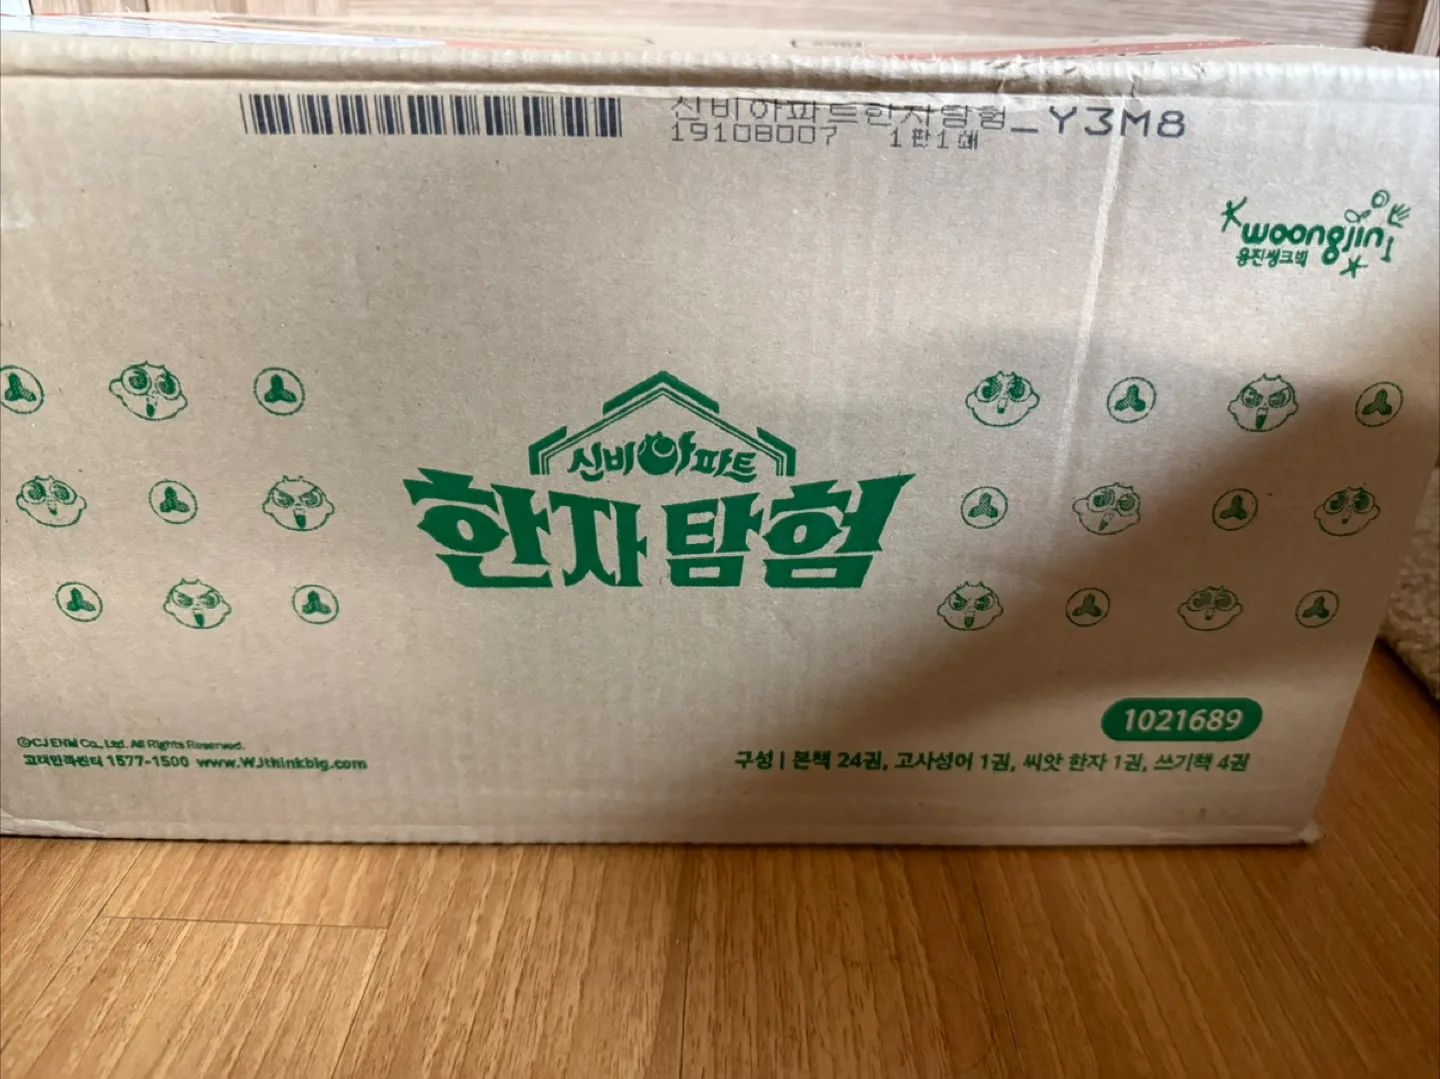 신비아파트한자탐험_Y3M8
19108007 1판1쇄
woongjin
웅진씽크빅
신비아파트
한자탐험
1021689
©CJ ENM Co., Ltd. All Rights Reserved.
고객만족센터 1577-1500 www.wjthinkbig.com
구성 | 본책 24권, 고사성어 1권, 씨앗 한자 1권, 쓰기책 4권